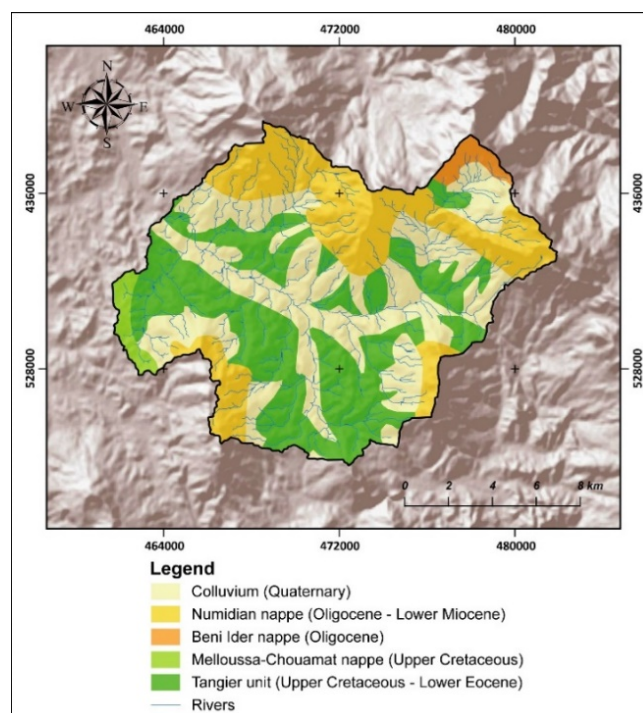 464000 472000 480000
N
W E
S
436000 436000
528000 528000
0 2 4 6 8 km
464000 472000 480000
Legend
Colluvium (Quaternary)
Numidian nappe (Oligocene - Lower Miocene)
Beni Ider nappe (Oligocene)
Melloussa-Chouamat nappe (Upper Cretaceous)
Tangier unit (Upper Cretaceous - Lower Eocene)
Rivers